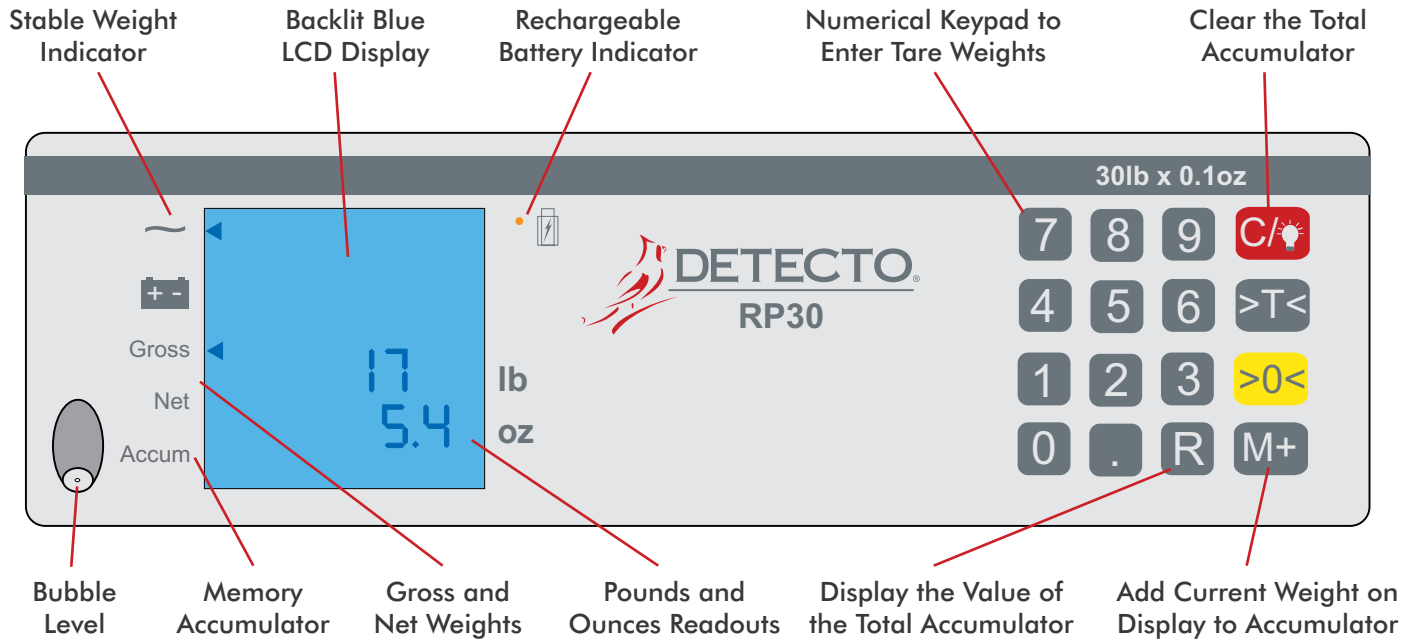 Stable Weight
Indicator
Backlit Blue
LCD Display
Rechargeable
Battery Indicator
Numerical Keypad to
Enter Tare Weights
Clear the Total
Accumulator
30lb x 0.1oz
~
+ -
Gross
Net
Accum
17 lb
5.4 oz
DETECTO®
RP30
7 8 9 C/
4 5 6 >T<
1 2 3 >0<
0 . R M+
Bubble
Level
Memory
Accumulator
Gross and
Net Weights
Pounds and
Ounces Readouts
Display the Value of
the Total Accumulator
Add Current Weight on
Display to Accumulator